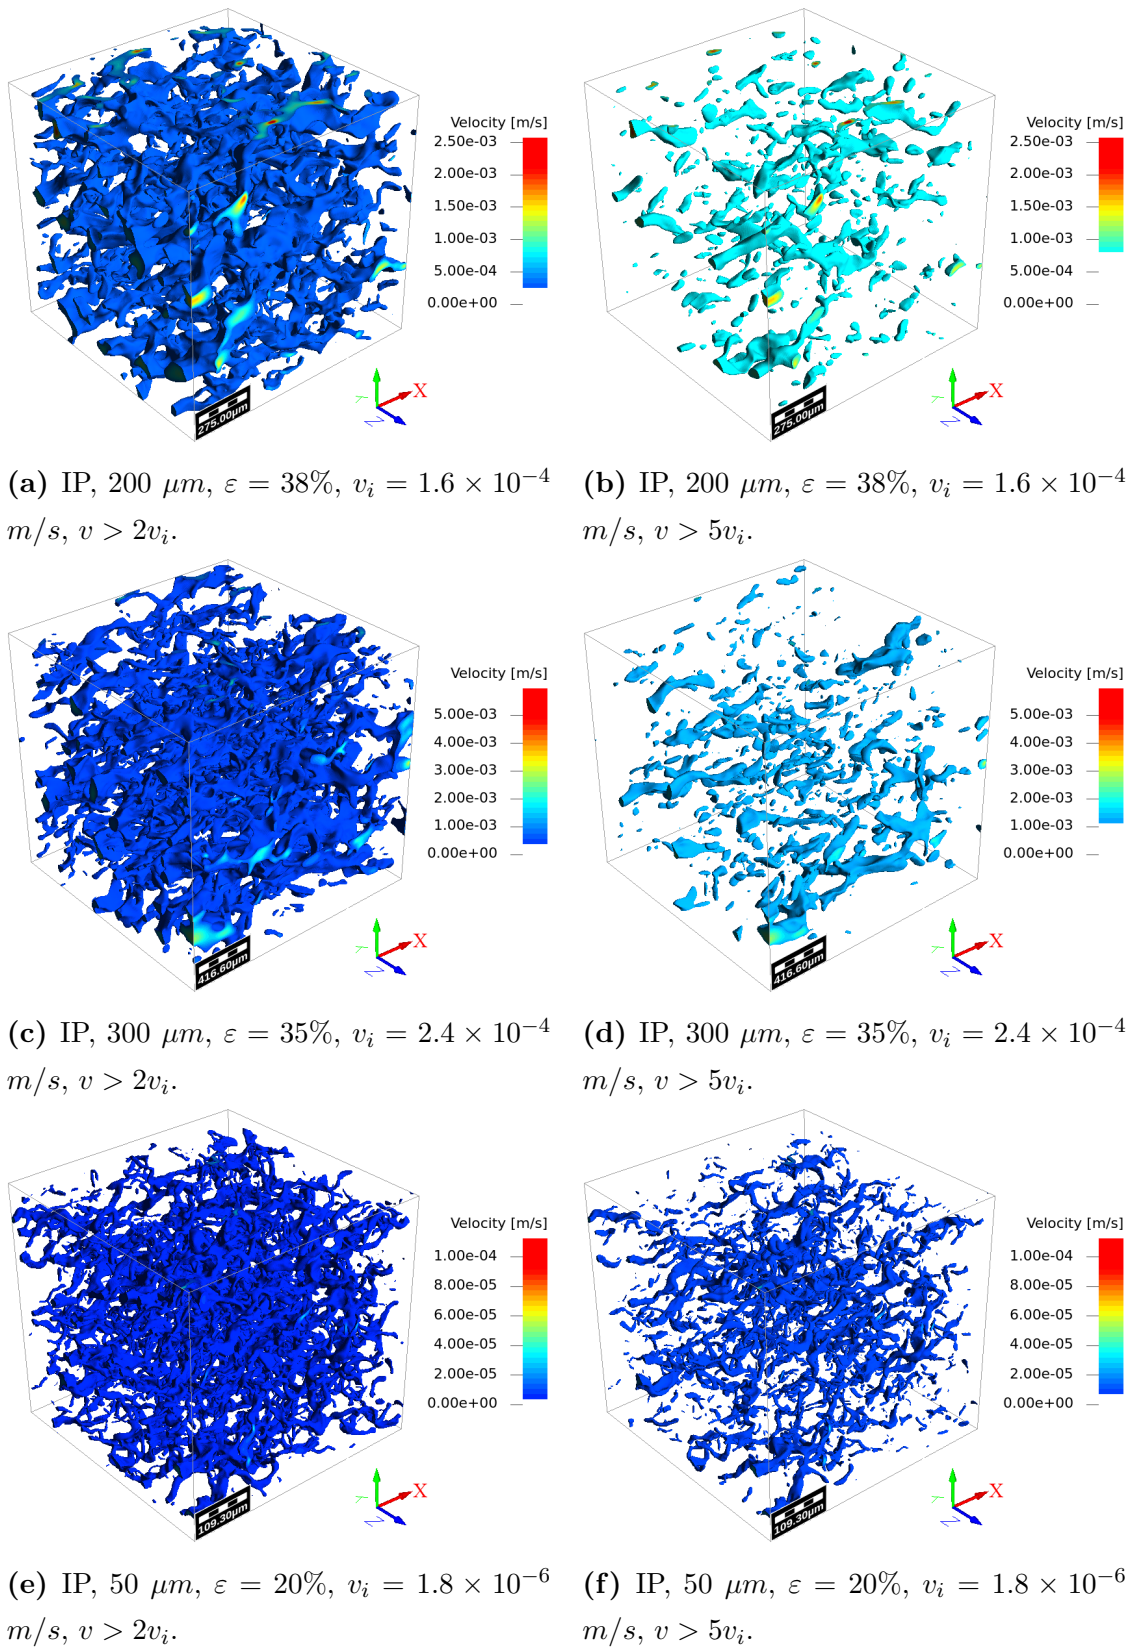 Velocity [m/s]
2.50e-03
2.00e-03
1.50e-03
1.00e-03
5.00e-04
0.00e+00
275.00µm
Y
X
Z
Velocity [m/s]
2.50e-03
2.00e-03
1.50e-03
1.00e-03
5.00e-04
0.00e+00
275.00µm
Y
X
Z
(a) IP, 200 µm, ε = 38%, v_i = 1.6 × 10⁻⁴
m/s, v > 2v_i.
(b) IP, 200 µm, ε = 38%, v_i = 1.6 × 10⁻⁴
m/s, v > 5v_i.
Velocity [m/s]
5.00e-03
4.00e-03
3.00e-03
2.00e-03
1.00e-03
0.00e+00
416.60µm
Y
X
Z
Velocity [m/s]
5.00e-03
4.00e-03
3.00e-03
2.00e-03
1.00e-03
0.00e+00
416.60µm
Y
X
Z
(c) IP, 300 µm, ε = 35%, v_i = 2.4 × 10⁻⁴
m/s, v > 2v_i.
(d) IP, 300 µm, ε = 35%, v_i = 2.4 × 10⁻⁴
m/s, v > 5v_i.
Velocity [m/s]
1.00e-04
8.00e-05
6.00e-05
4.00e-05
2.00e-05
0.00e+00
109.30µm
Y
X
Z
Velocity [m/s]
1.00e-04
8.00e-05
6.00e-05
4.00e-05
2.00e-05
0.00e+00
109.30µm
Y
X
Z
(e) IP, 50 µm, ε = 20%, v_i = 1.8 × 10⁻⁶
m/s, v > 2v_i.
(f) IP, 50 µm, ε = 20%, v_i = 1.8 × 10⁻⁶
m/s, v > 5v_i.